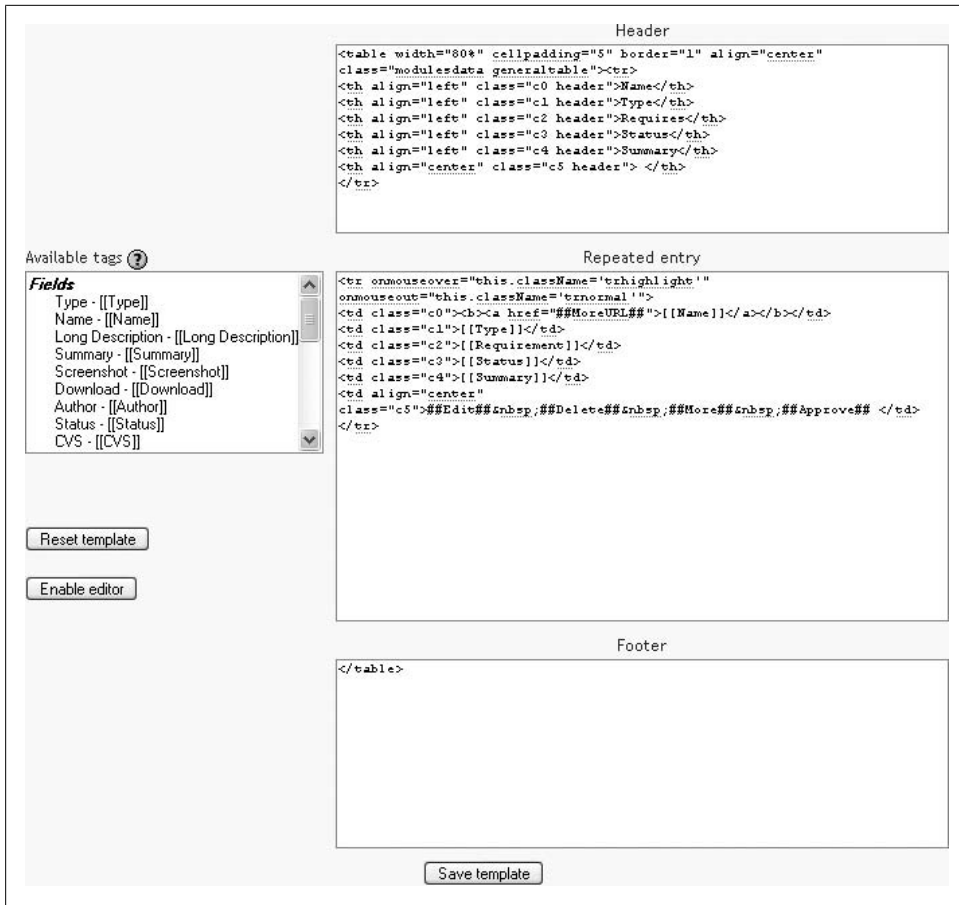 Header
<table width="80%" cellpadding="5" border="1" align="center"
class="modulesdata generaltable"><tr>
<th align="left" class="c0 header">Name</th>
<th align="left" class="c1 header">Type</th>
<th align="left" class="c2 header">Requires</th>
<th align="left" class="c3 header">Status</th>
<th align="left" class="c4 header">Summary</th>
<th align="center" class="c5 header"> </th>
</tr>
Available tags ?
Fields
Type - [[Type]]
Name - [[Name]]
Long Description - [[Long Description]]
Summary - [[Summary]]
Screenshot - [[Screenshot]]
Download - [[Download]]
Author - [[Author]]
Status - [[Status]]
CVS - [[CVS]]
Reset template
Enable editor
Repeated entry
<tr onmouseover="this.className='trhighlight'"
onmouseout="this.className='trnormal'">
<td class="c0"><b><a href="##MoreURL##">[[Name]]</a></b></td>
<td class="c1">[[Type]]</td>
<td class="c2">[[Requirement]]</td>
<td class="c3">[[Status]]</td>
<td class="c4">[[Summary]]</td>
<td align="center"
class="c5">##Edit##&nbsp;##Delete##&nbsp;##More##&nbsp;##Approve## </td>
</tr>
Footer
</table>
Save template